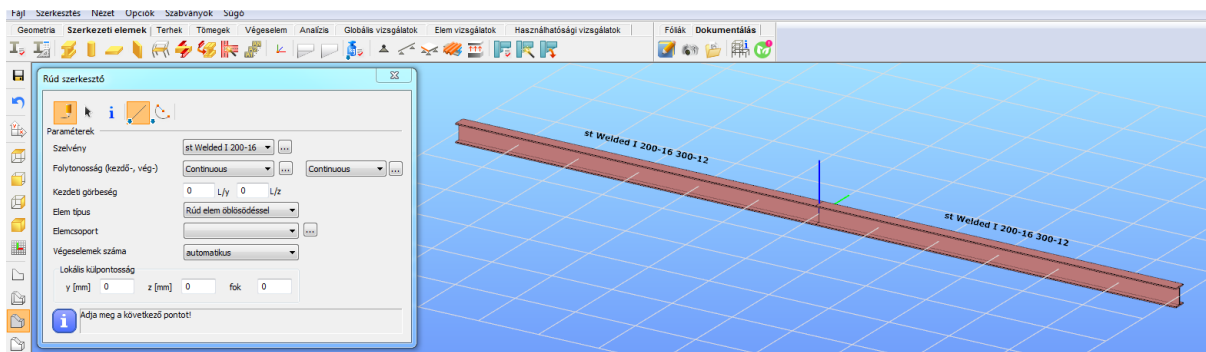 Fájl Szerkesztés Nézet Opciók Szabványok Súgó
Geometria Szerkezeti elemek Terhek Tömegek Végeselem Analízis Globális vizsgálatok Elem vizsgálatok Használhatósági vizsgálatok Fóliák Dokumentálás
Rúd szerkesztő
Paraméterek
Szelvény st Welded I 200-16 ...
Folytonosság (kezdő-, vég-) Continuous ... Continuous ...
Kezdeti görbeség 0 L/y 0 L/z
Elem típus Rúd elem öblösödéssel
Elemcsoport ...
Végeselemek száma automatikus
Lokális külpontosság
y [mm] 0 z [mm] 0 fok 0
Adja meg a következő pontot!
st Welded I 200-16 300-12
st Welded I 200-16 300-12